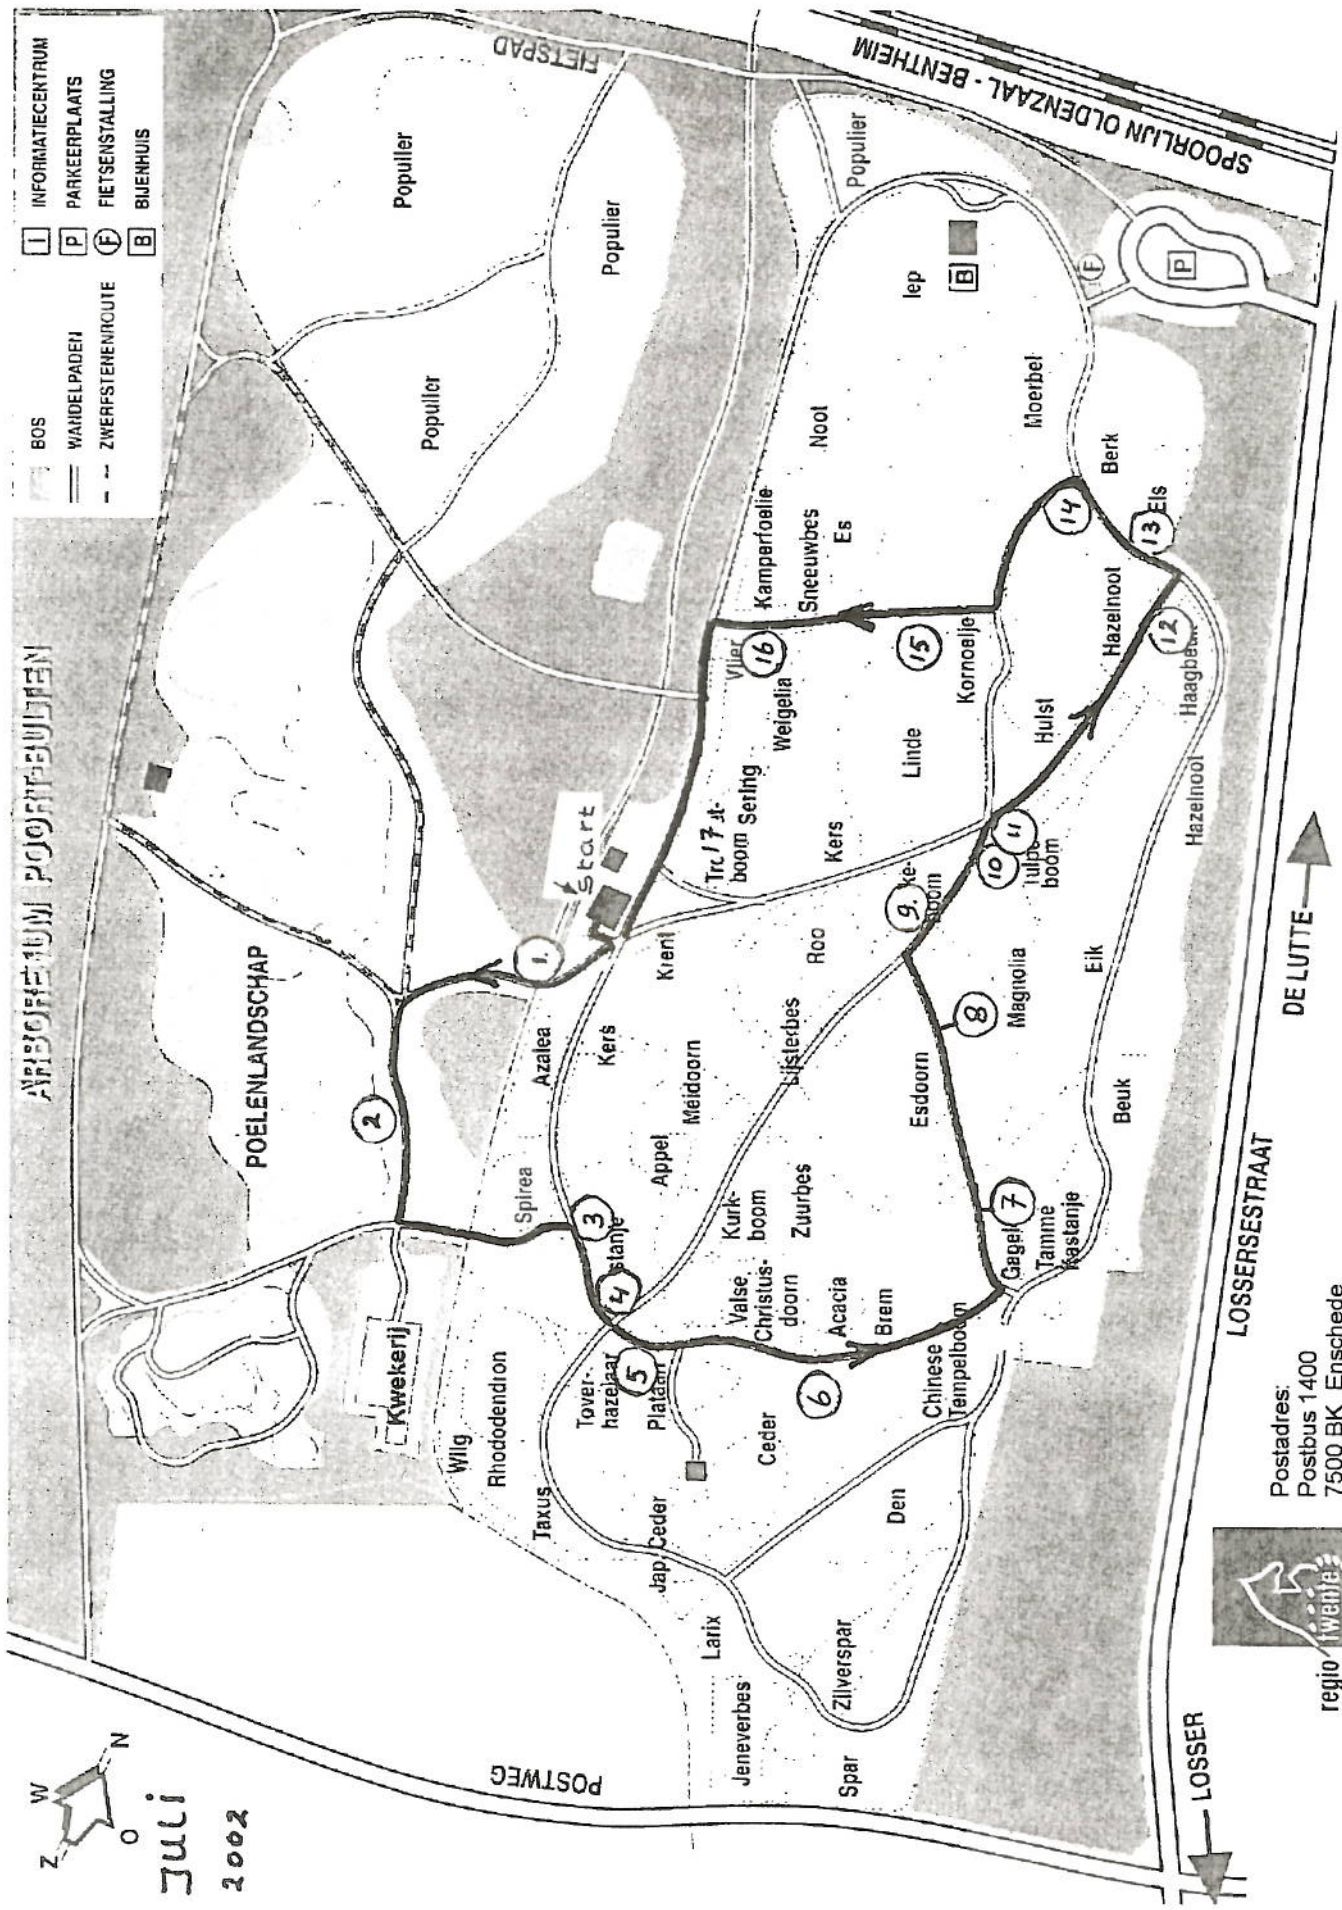 ARBORETUM POORT-BULTEN
BOS
WANDELPADEN
ZWERFSTENENROUTE
I INFORMATIECENTRUM
P PARKEERPLAATS
F FIETSENSTALLING
B BIJENHUIS
Z
W
N
O
Juli
2002
POSTWEG
POELENLANDSCHAP
Kwekerij
FIETSPAD
SPOORLIJN OLDENZAAL - BENTHEIM
Populier
Populier
Populier
Populier
start
1.
2
Wilg
Rhododendron
Taxus
Spirea
Azalea
Kers
3
4
Tover-
hazelaar
5
Plataan
Appel
Meidoorn
Krent
17
boom
Sering
Weigelia
Vlier
16
Kamperfoelie
Sneeuwbes
Es
Noot
Iep
B
F
P
Jap. Ceder
Larix
Jeneverbes
Ceder
Kurk-
boom
Valse
Christus-
doorn
Zuurbes
Lijsterbes
Roo
Kers
Linde
15
Kornoelje
Moerbei
Spar
Zilverspar
Den
6
Acacia
Brem
Chinese
Tempelboom
Esdoorn
8
9.
Magnolia
10
11
Tulpe
boom
Hulst
14
Berk
Gagel
7
Tamme
Kastanje
Beuk
Eik
Hazelnoot
12
13
Els
Hazelnoot
LOSSER
LOSSERSESTRAAT
DE LUTTE
regio Twente
Postadres:
Postbus 1400
7500 BK Enschede